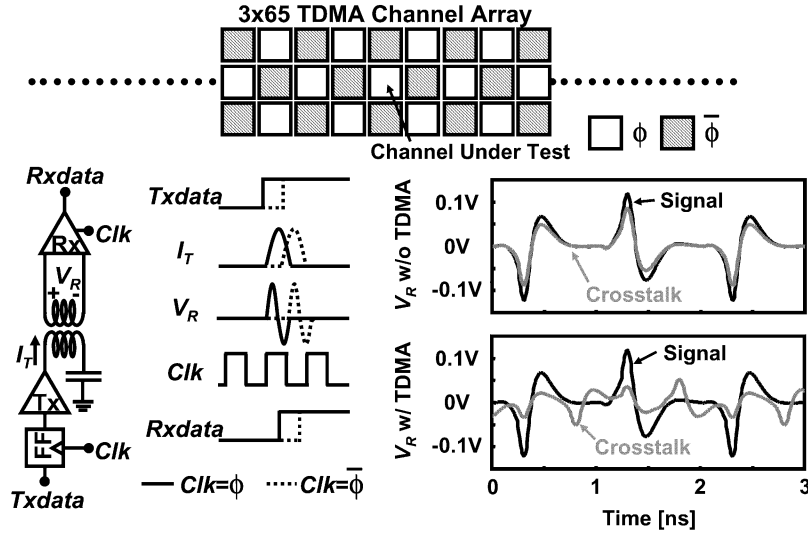 3x65 TDMA Channel Array
Channel Under Test
ϕ
ϕ̅
Rxdata
Clk
Rx
V_R
+ -
I_T
Tx
FF
Clk
Txdata
Txdata
I_T
V_R
Clk
Rxdata
Clk=ϕ
Clk=ϕ̅
V_R w/o TDMA
0.1V
0V
-0.1V
Signal
Crosstalk
V_R w/ TDMA
0.1V
0V
-0.1V
Signal
Crosstalk
0 1 2 3
Time [ns]